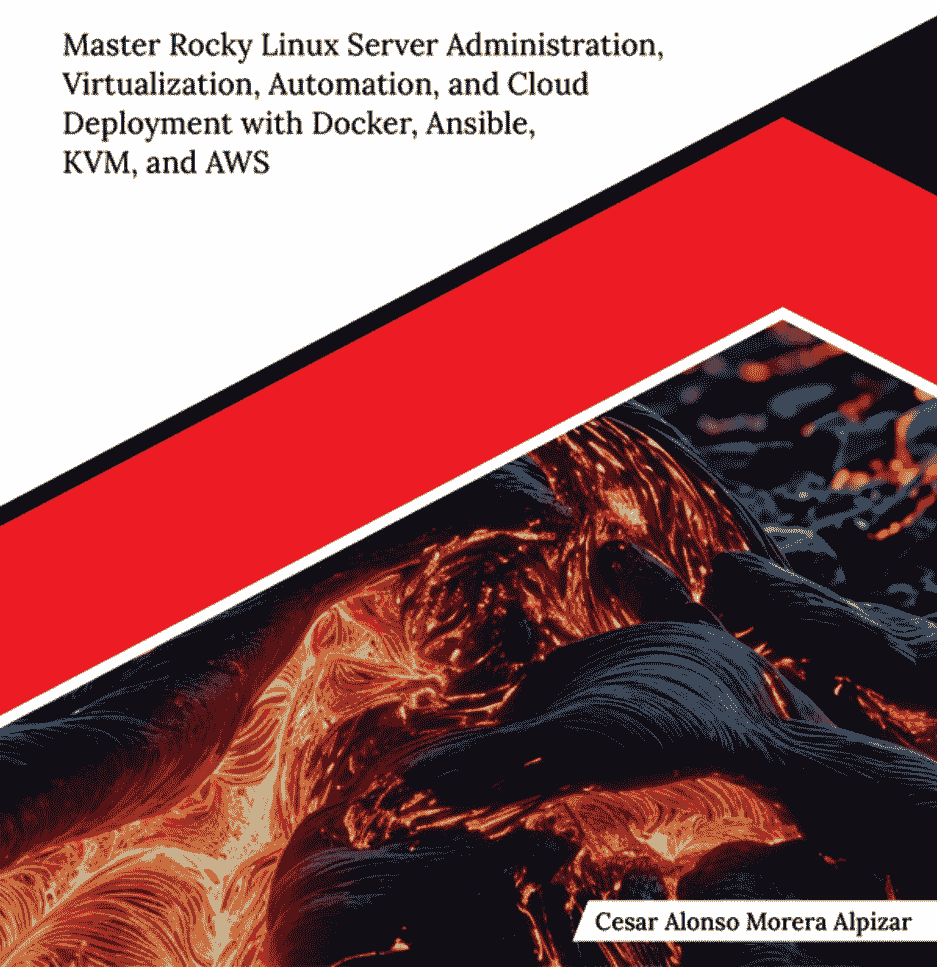 Master Rocky Linux Server Administration,
Virtualization, Automation, and Cloud
Deployment with Docker, Ansible,
KVM, and AWS
Cesar Alonso Morera Alpizar